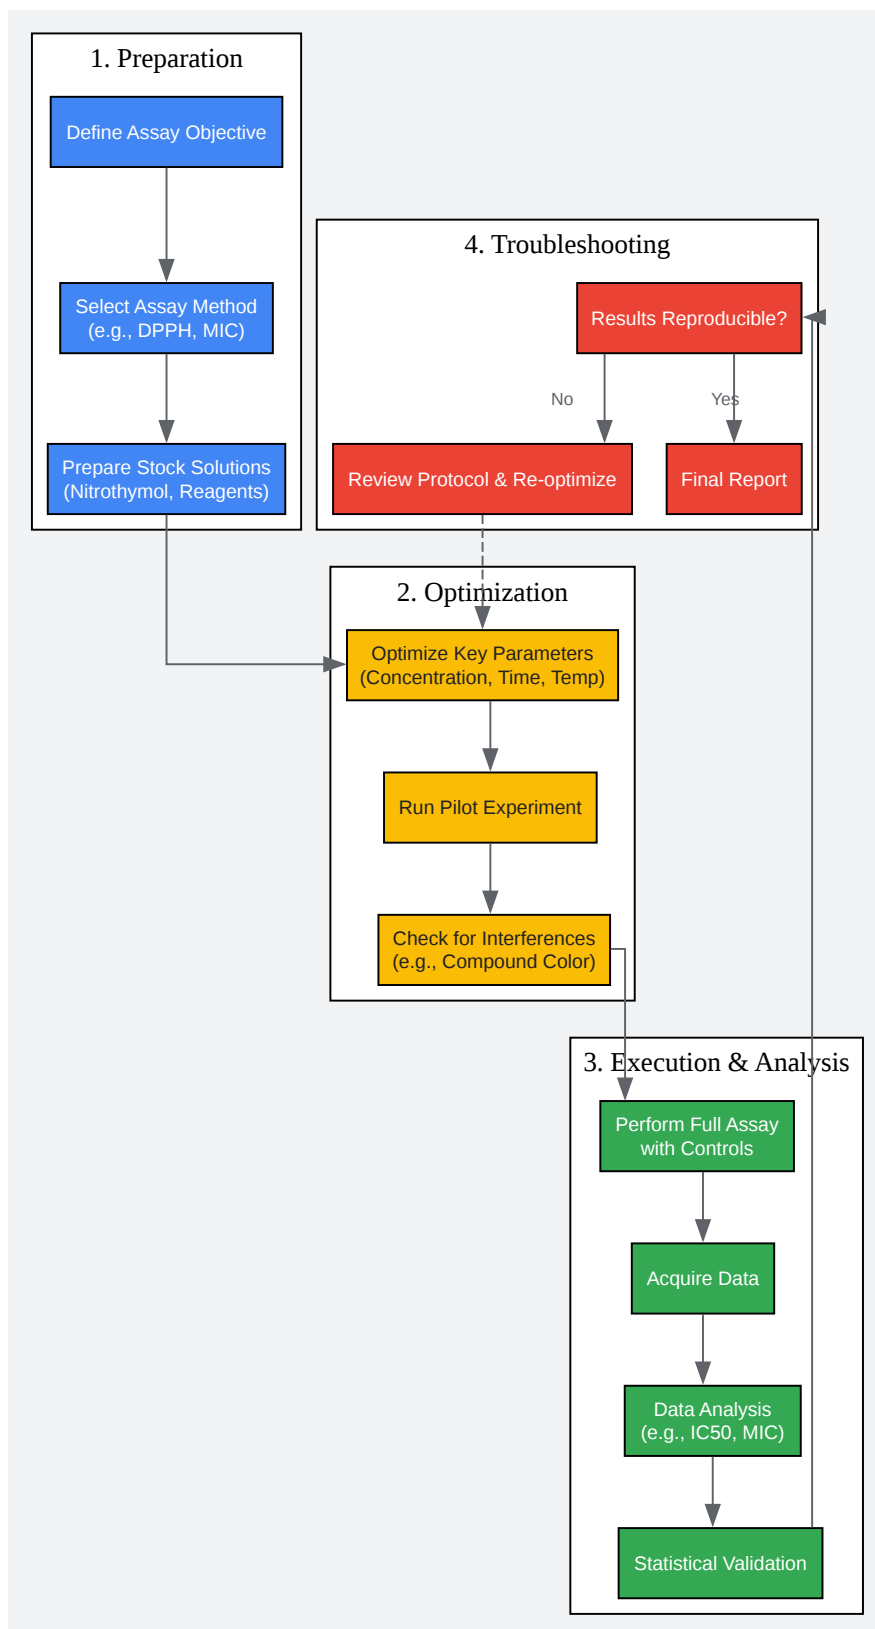 1. Preparation
Define Assay Objective
Select Assay Method
(e.g., DPPH, MIC)
Prepare Stock Solutions
(Nitrothymol, Reagents)
4. Troubleshooting
Results Reproducible?
No
Yes
Review Protocol & Re-optimize
Final Report
2. Optimization
Optimize Key Parameters
(Concentration, Time, Temp)
Run Pilot Experiment
Check for Interferences
(e.g., Compound Color)
3. Execution & Analysis
Perform Full Assay
with Controls
Acquire Data
Data Analysis
(e.g., IC50, MIC)
Statistical Validation